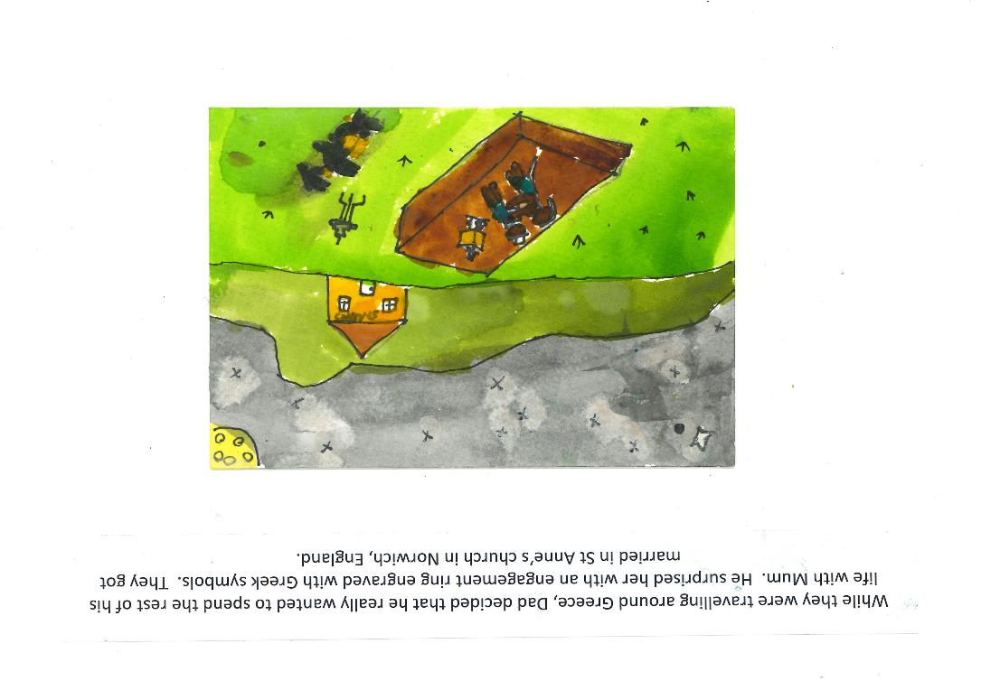 While they were travelling around Greece, Dad decided that he really wanted to spend the rest of his
life with Mum. He surprised her with an engagement ring engraved with Greek symbols. They got
married in St Anne's church in Norwich, England.